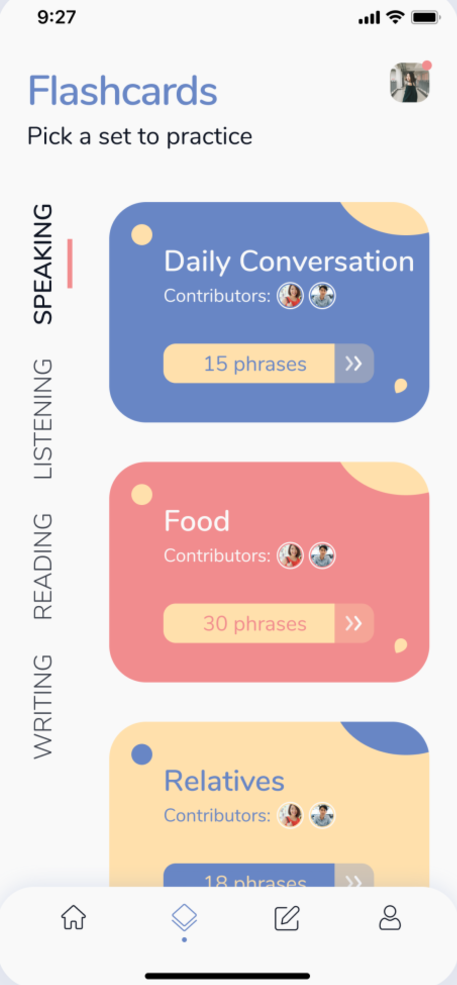 9:27
Flashcards
Pick a set to practice
SPEAKING
LISTENING
READING
WRITING
Daily Conversation
Contributors:
15 phrases
Food
Contributors:
30 phrases
Relatives
Contributors:
18 phrases